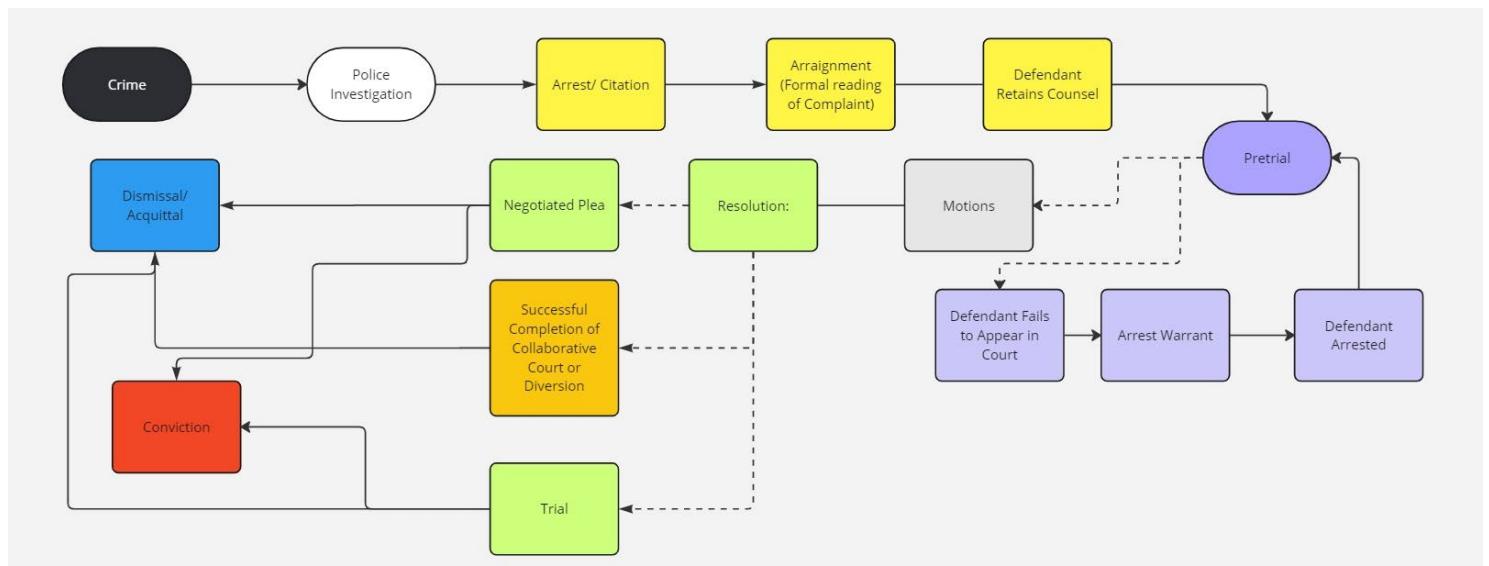 Crime
Police
Investigation
Arrest/ Citation
Arraignment
(Formal reading
of Complaint)
Defendant
Retains Counsel
Pretrial
Dismissal/
Acquittal
Negotiated Plea
Resolution:
Motions
Successful
Completion of
Collaborative
Court or
Diversion
Defendant Fails
to Appear in
Court
Arrest Warrant
Defendant
Arrested
Conviction
Trial